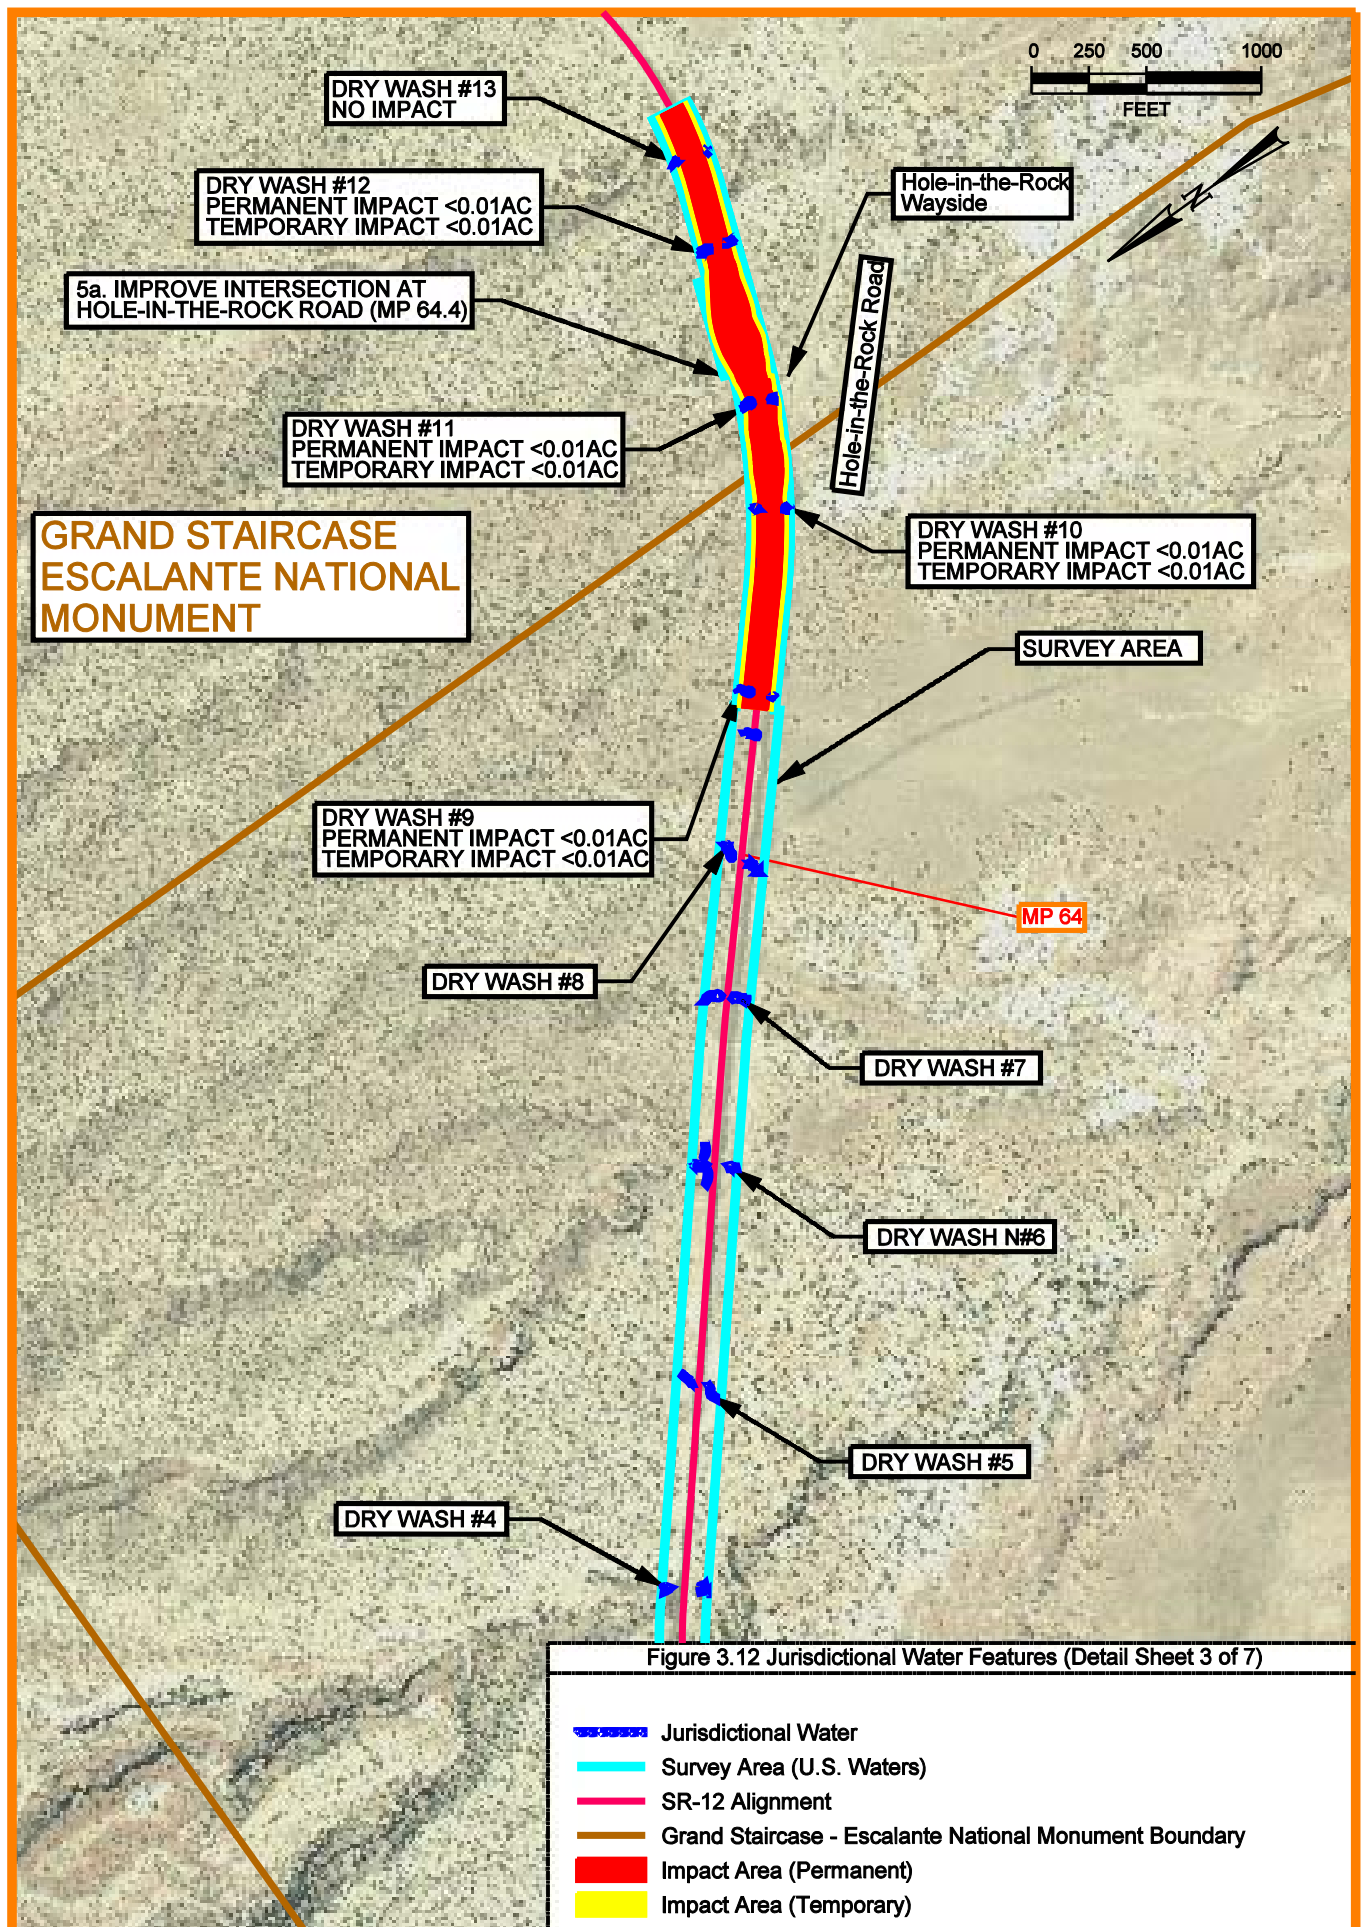 0 250 500 1000
FEET
DRY WASH #13
NO IMPACT
DRY WASH #12
PERMANENT IMPACT <0.01AC
TEMPORARY IMPACT <0.01AC
Hole-in-the-Rock
Wayside
N
5a. IMPROVE INTERSECTION AT
HOLE-IN-THE-ROCK ROAD (MP 64.4)
Hole-in-the-Rock Road
DRY WASH #11
PERMANENT IMPACT <0.01AC
TEMPORARY IMPACT <0.01AC
GRAND STAIRCASE
ESCALANTE NATIONAL
MONUMENT
DRY WASH #10
PERMANENT IMPACT <0.01AC
TEMPORARY IMPACT <0.01AC
SURVEY AREA
DRY WASH #9
PERMANENT IMPACT <0.01AC
TEMPORARY IMPACT <0.01AC
MP 64
DRY WASH #8
DRY WASH #7
DRY WASH N#6
DRY WASH #5
DRY WASH #4
Figure 3.12 Jurisdictional Water Features (Detail Sheet 3 of 7)
Jurisdictional Water
Survey Area (U.S. Waters)
SR-12 Alignment
Grand Staircase - Escalante National Monument Boundary
Impact Area (Permanent)
Impact Area (Temporary)